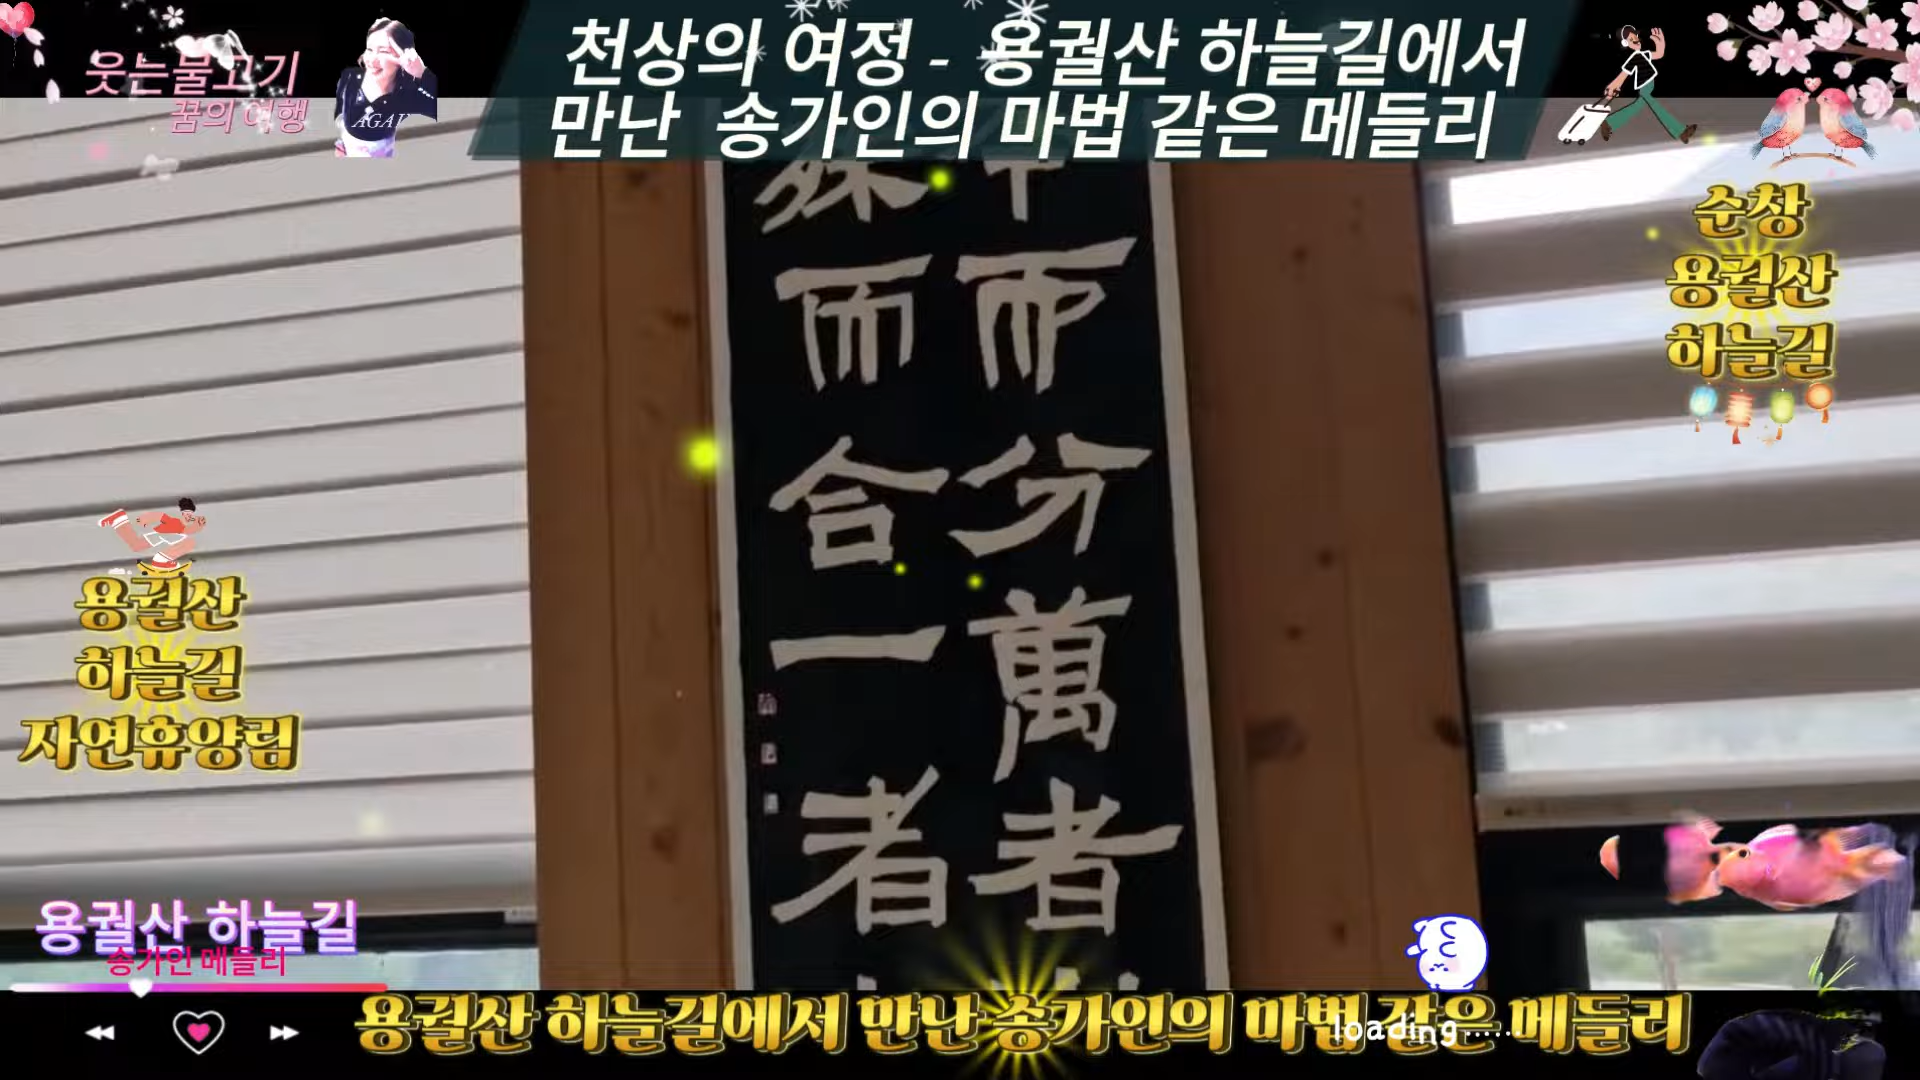 천상의 여정 - 용궐산 하늘길에서
만난 송가인의 마법 같은 메들리
웃는물고기
꿈의 여행
AGAI
순창
용궐산
하늘길
而分萬者
而合一者
용궐산
하늘길
자연휴양림
용궐산 하늘길
송가인 메들리
용궐산 하늘길에서 만난 송가인의 마법 같은 메들리
loading......